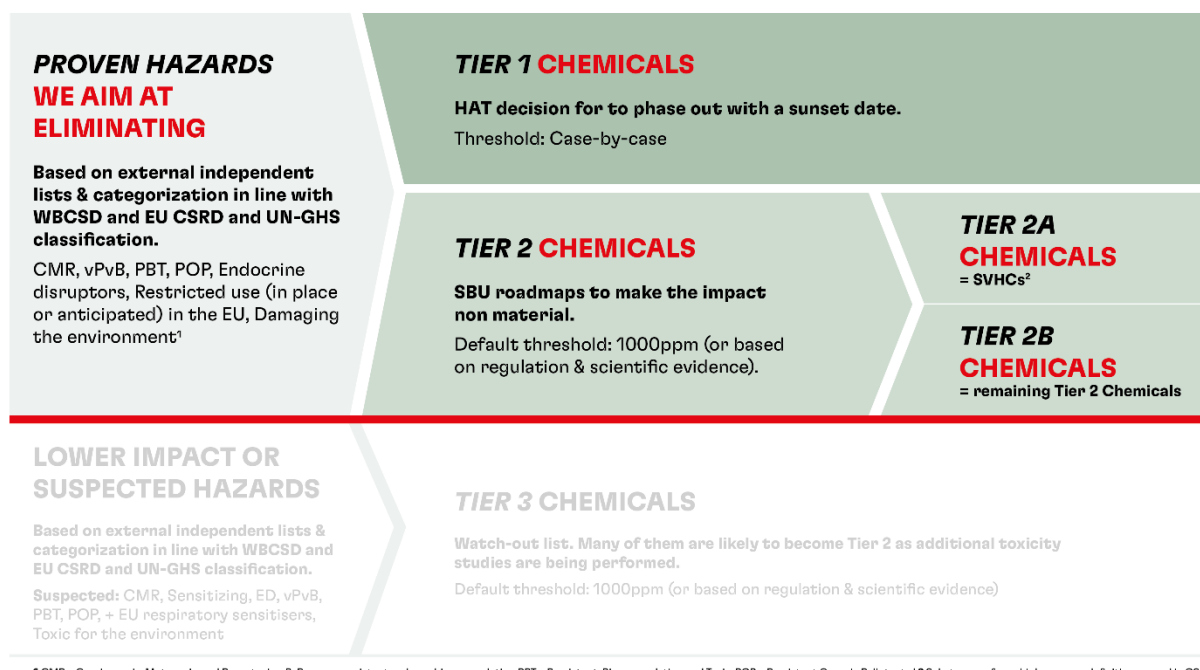 PROVEN HAZARDS
WE AIM AT
ELIMINATING
Based on external independent
lists & categorization in line with
WBCSD and EU CSRD and UN-GHS
classification.
CMR, vPvB, PBT, POP, Endocrine
disruptors, Restricted use (in place
or anticipated) in the EU, Damaging
the environment¹
TIER 1 CHEMICALS
HAT decision for to phase out with a sunset date.
Threshold: Case-by-case
TIER 2 CHEMICALS
SBU roadmaps to make the impact
non material.
Default threshold: 1000ppm (or based
on regulation & scientific evidence).
TIER 2A
CHEMICALS
= SVHCs²
TIER 2B
CHEMICALS
= remaining Tier 2 Chemicals
LOWER IMPACT OR
SUSPECTED HAZARDS
Based on external independent lists &
categorization in line with WBCSD and
EU CSRD and UN-GHS classification.
Suspected: CMR, Sensitizing, ED, vPvB,
PBT, POP, + EU respiratory sensitisers,
Toxic for the environment
TIER 3 CHEMICALS
Watch-out list. Many of them are likely to become Tier 2 as additional toxicity
studies are being performed.
Default threshold: 1000ppm (or based on regulation & scientific evidence)